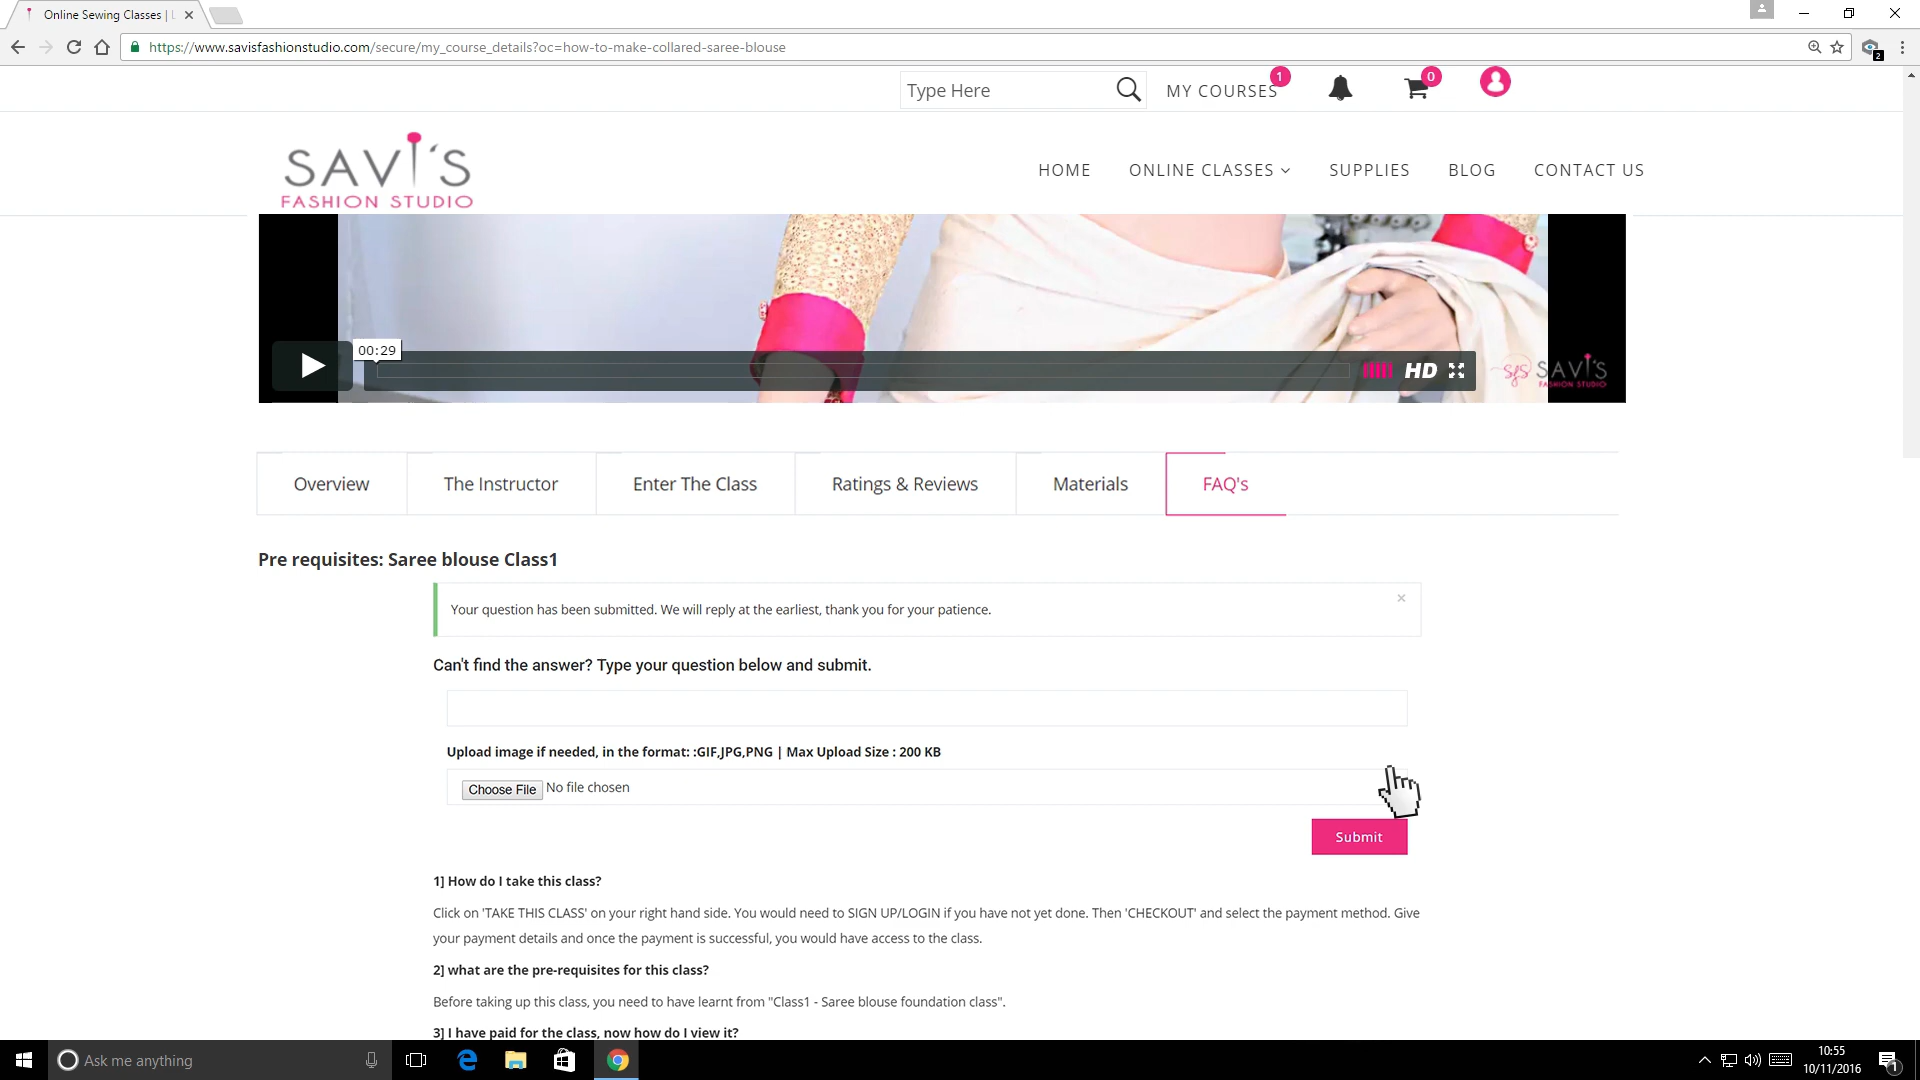 Online Sewing Classes | L
https://www.savisfashionstudio.com/secure/my_course_details?oc=how-to-make-collared-saree-blouse
2
Type Here
MY COURSES
1
0
SAVI'S
FASHION STUDIO
HOME
ONLINE CLASSES
SUPPLIES
BLOG
CONTACT US
00:29
HD
sfs SAVI'S
FASHION STUDIO
Overview
The Instructor
Enter The Class
Ratings & Reviews
Materials
FAQ's
Pre requisites: Saree blouse Class1
Your question has been submitted. We will reply at the earliest, thank you for your patience.
×
Can't find the answer? Type your question below and submit.
Upload image if needed, in the format: :GIF,JPG,PNG | Max Upload Size : 200 KB
Choose File No file chosen
Submit
1] How do I take this class?
Click on 'TAKE THIS CLASS' on your right hand side. You would need to SIGN UP/LOGIN if you have not yet done. Then 'CHECKOUT' and select the payment method. Give
your payment details and once the payment is successful, you would have access to the class.
2] what are the pre-requisites for this class?
Before taking up this class, you need to have learnt from "Class1 - Saree blouse foundation class".
3] I have paid for the class, now how do I view it?
Ask me anything
10:55
10/11/2016
1